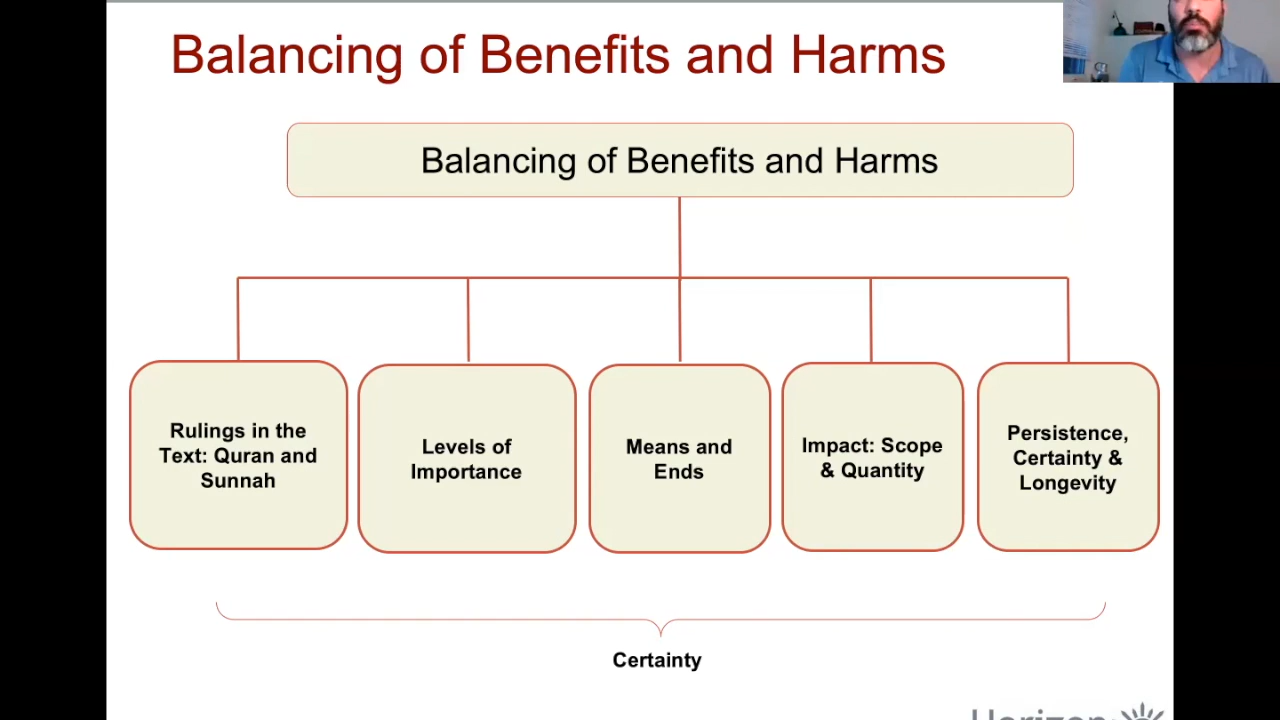 Balancing of Benefits and Harms
Balancing of Benefits and Harms
Rulings in the
Text: Quran and
Sunnah
Levels of
Importance
Means and
Ends
Impact: Scope
& Quantity
Persistence,
Certainty &
Longevity
Certainty